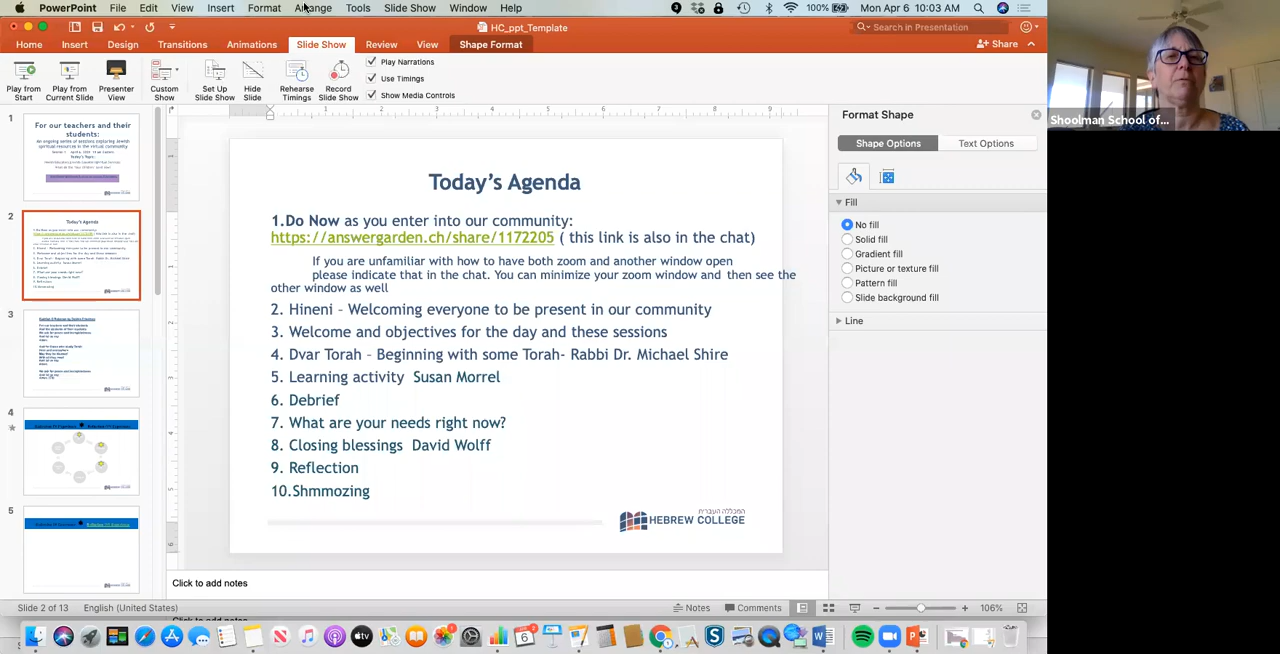 PowerPoint File Edit View Insert Format Arrange Tools Slide Show Window Help
100% Mon Apr 6 10:03 AM
HC_ppt_Template
Search in Presentation
Home Insert Design Transitions Animations Slide Show Review View Shape Format
Share
Play from Start
Play from Current Slide
Presenter View
Custom Show
Set Up Slide Show
Hide Slide
Rehearse Timings
Record Slide Show
Play Narrations
Use Timings
Show Media Controls
1
For our teachers and their
students:
2
Today's Agenda
3
4
5
Today's Agenda
1.Do Now as you enter into our community:
https://answergarden.ch/share/1172205 ( this link is also in the chat)
If you are unfamiliar with how to have both zoom and another window open
please indicate that in the chat. You can minimize your zoom window and then see the
other window as well
2. Hineni – Welcoming everyone to be present in our community
3. Welcome and objectives for the day and these sessions
4. Dvar Torah – Beginning with some Torah- Rabbi Dr. Michael Shire
5. Learning activity Susan Morrel
6. Debrief
7. What are your needs right now?
8. Closing blessings David Wolff
9. Reflection
10.Shmmozing
המכללה העברית
HEBREW COLLEGE
Click to add notes
Format Shape
Shape Options Text Options
Fill
No fill
Solid fill
Gradient fill
Picture or texture fill
Pattern fill
Slide background fill
Line
Shoolman School of...
Slide 2 of 13 English (United States) Notes Comments 106%